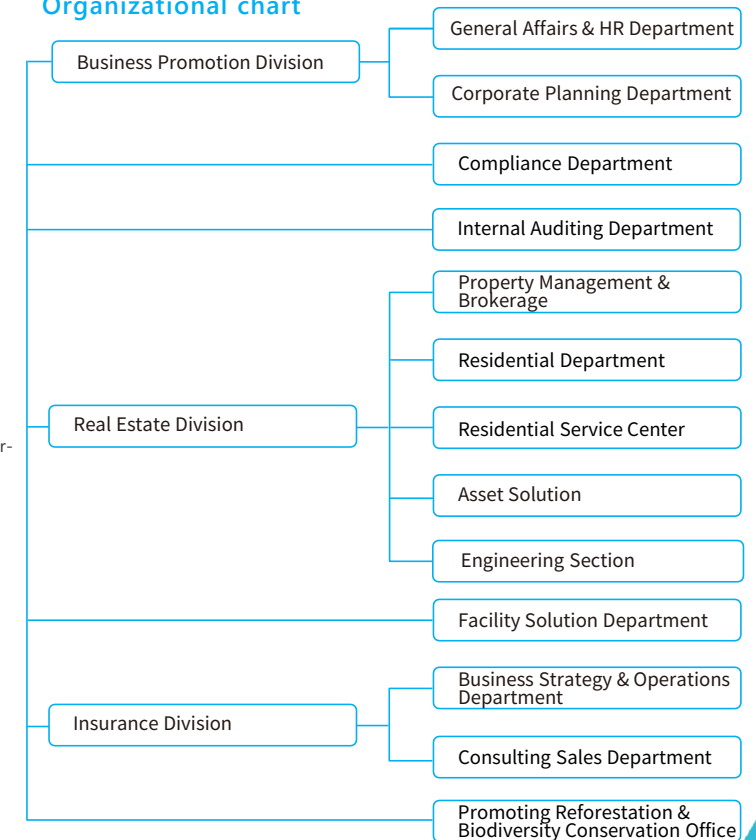 Organizational chart
General Affairs & HR Department
Business Promotion Division
Corporate Planning Department
Compliance Department
Internal Auditing Department
Property Management &
Brokerage
Residential Department
Real Estate Division
Residential Service Center
r-
Asset Solution
Engineering Section
Facility Solution Department
Business Strategy & Operations
Department
Insurance Division
Consulting Sales Department
Promoting Reforestation &
Biodiversity Conservation Office